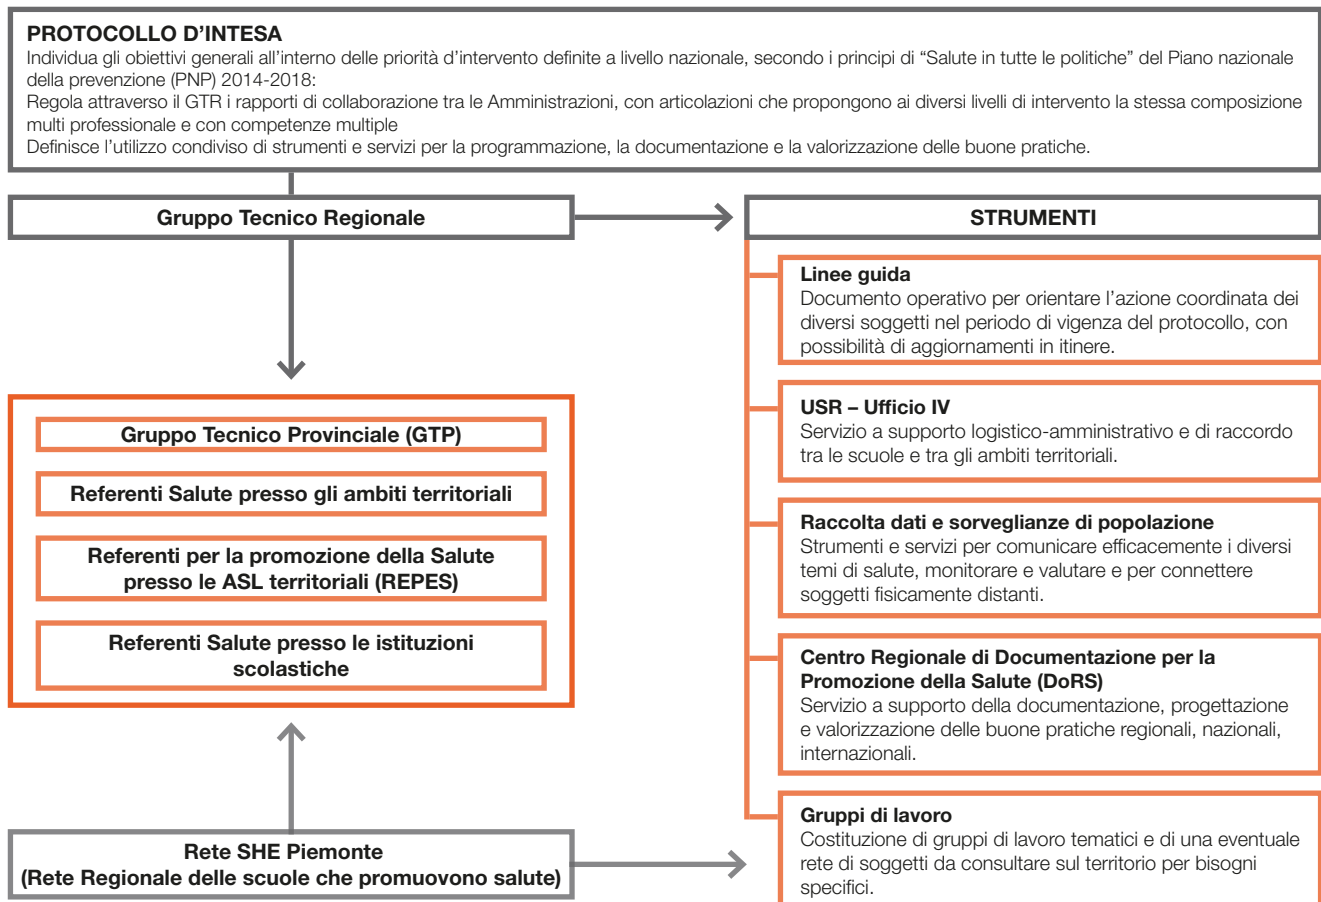 PROTOCOLLO D’INTESA
Individua gli obiettivi generali all’interno delle priorità d’intervento definite a livello nazionale, secondo i principi di “Salute in tutte le politiche” del Piano nazionale
della prevenzione (PNP) 2014-2018:
Regola attraverso il GTR i rapporti di collaborazione tra le Amministrazioni, con articolazioni che propongono ai diversi livelli di intervento la stessa composizione
multi professionale e con competenze multiple
Definisce l’utilizzo condiviso di strumenti e servizi per la programmazione, la documentazione e la valorizzazione delle buone pratiche.
Gruppo Tecnico Regionale
Gruppo Tecnico Provinciale (GTP)
Referenti Salute presso gli ambiti territoriali
Referenti per la promozione della Salute
presso le ASL territoriali (REPES)
Referenti Salute presso le istituzioni
scolastiche
Rete SHE Piemonte
(Rete Regionale delle scuole che promuovono salute)
STRUMENTI
Linee guida
Documento operativo per orientare l’azione coordinata dei
diversi soggetti nel periodo di vigenza del protocollo, con
possibilità di aggiornamenti in itinere.
USR – Ufficio IV
Servizio a supporto logistico-amministrativo e di raccordo
tra le scuole e tra gli ambiti territoriali.
Raccolta dati e sorveglianze di popolazione
Strumenti e servizi per comunicare efficacemente i diversi
temi di salute, monitorare e valutare e per connettere
soggetti fisicamente distanti.
Centro Regionale di Documentazione per la
Promozione della Salute (DoRS)
Servizio a supporto della documentazione, progettazione
e valorizzazione delle buone pratiche regionali, nazionali,
internazionali.
Gruppi di lavoro
Costituzione di gruppi di lavoro tematici e di una eventuale
rete di soggetti da consultare sul territorio per bisogni
specifici.